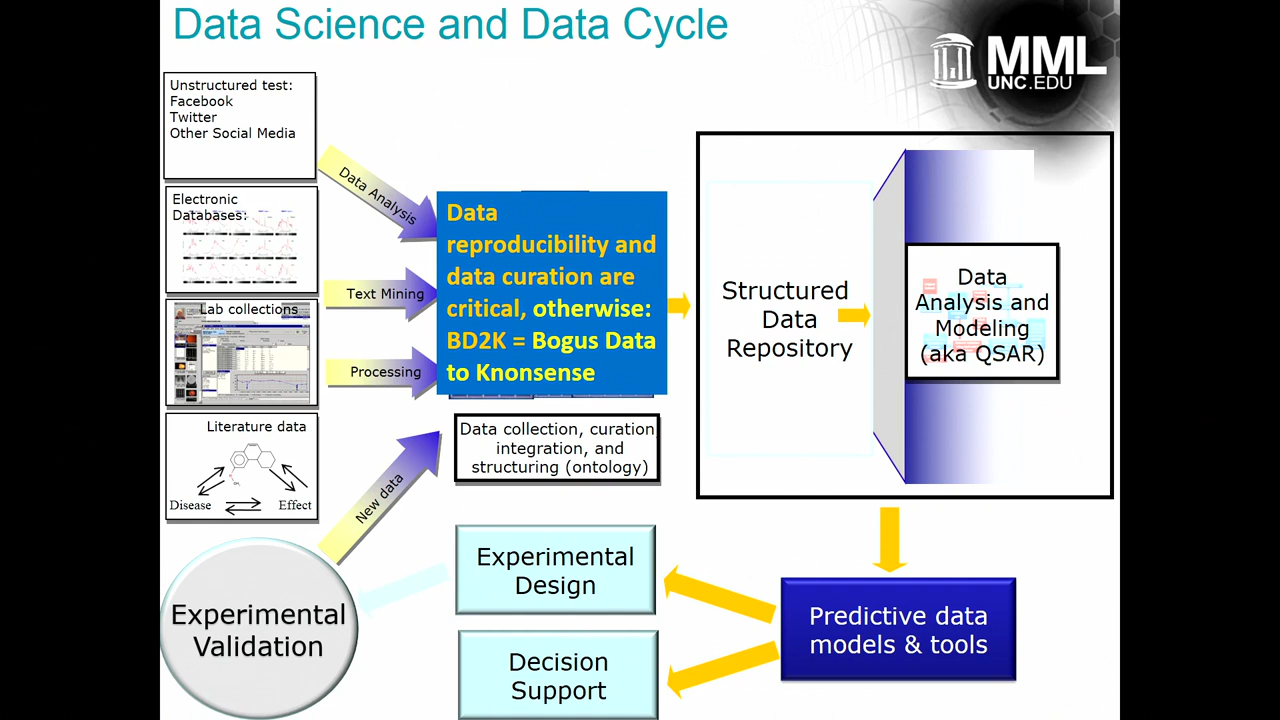 Data Science and Data Cycle
MML
UNC.EDU
Unstructured test:
Facebook
Twitter
Other Social Media
Electronic
Databases:
Lab collections
Literature data
Disease
Effect
Data Analysis
Text Mining
Processing
New data
Data
reproducibility and
data curation are
critical, otherwise:
BD2K = Bogus Data
to Knonsense
Data collection, curation,
integration, and
structuring (ontology)
Structured
Data
Repository
Data
Analysis and
Modeling
(aka QSAR)
Predictive data
models & tools
Experimental
Design
Decision
Support
Experimental
Validation